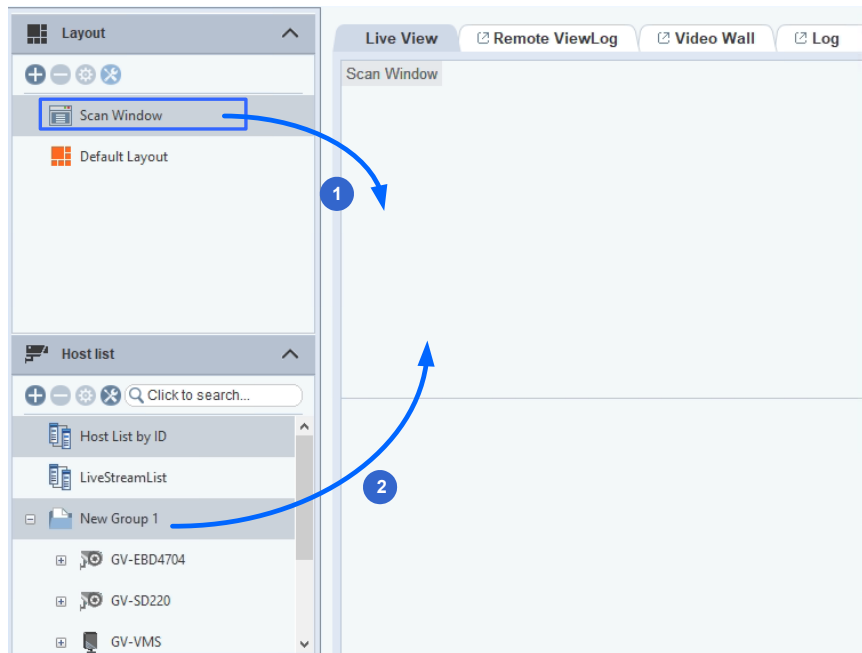 Layout
Live View
Remote ViewLog
Video Wall
Log
Scan Window
Scan Window
Default Layout
1
Host list
Click to search...
Host List by ID
LiveStreamList
2
New Group 1
GV-EBD4704
GV-SD220
GV-VMS